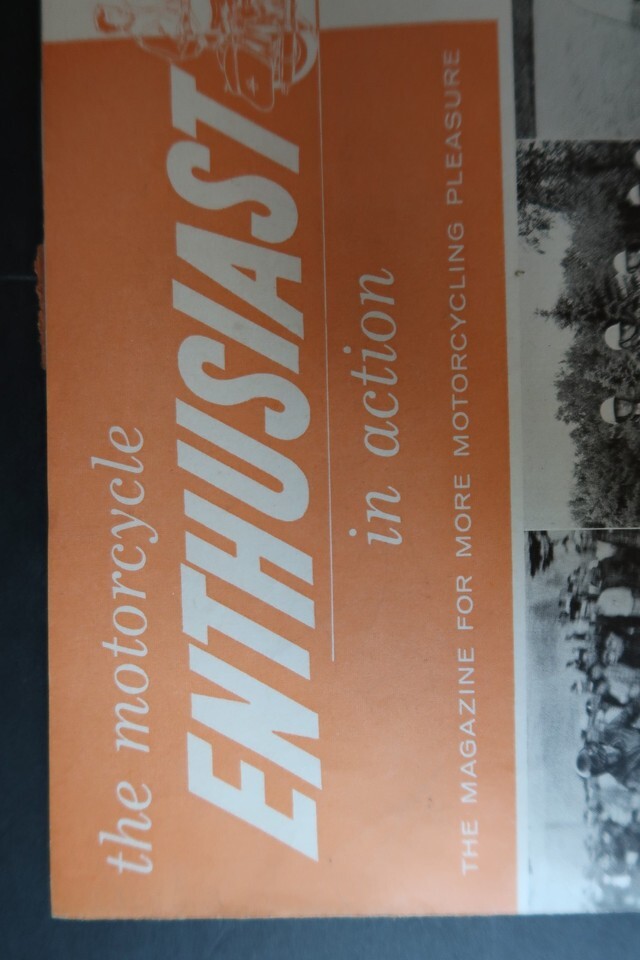 the motorcycle
ENTHUSIAST
in action
THE MAGAZINE FOR MORE MOTORCYCLING PLEASURE